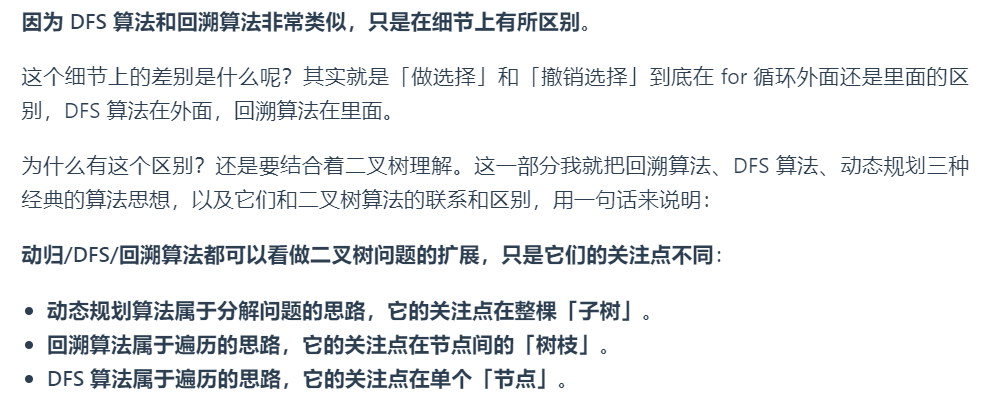 因为 DFS 算法和回溯算法非常类似，只是在细节上有所区别。
这个细节上的差别是什么呢？其实就是「做选择」和「撤销选择」到底在 for 循环外面还是里面的区
别，DFS 算法在外面，回溯算法在里面。
为什么有这个区别？还是要结合着二叉树理解。这一部分我就把回溯算法、DFS 算法、动态规划三种
经典的算法思想，以及它们和二叉树算法的联系和区别，用一句话来说明：
动归/DFS/回溯算法都可以看做二叉树问题的扩展，只是它们的关注点不同：
• 动态规划算法属于分解问题的思路，它的关注点在整棵「子树」。
• 回溯算法属于遍历的思路，它的关注点在节点间的「树枝」。
• DFS 算法属于遍历的思路，它的关注点在单个「节点」。